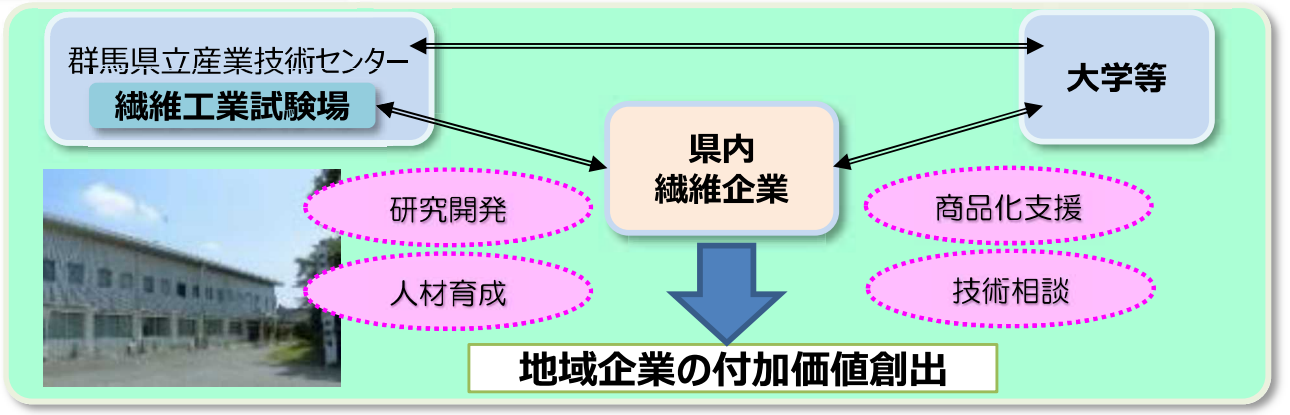 群馬県立産業技術センター
繊維工業試験場
大学等
県内
繊維企業
研究開発
商品化支援
人材育成
技術相談
地域企業の付加価値創出